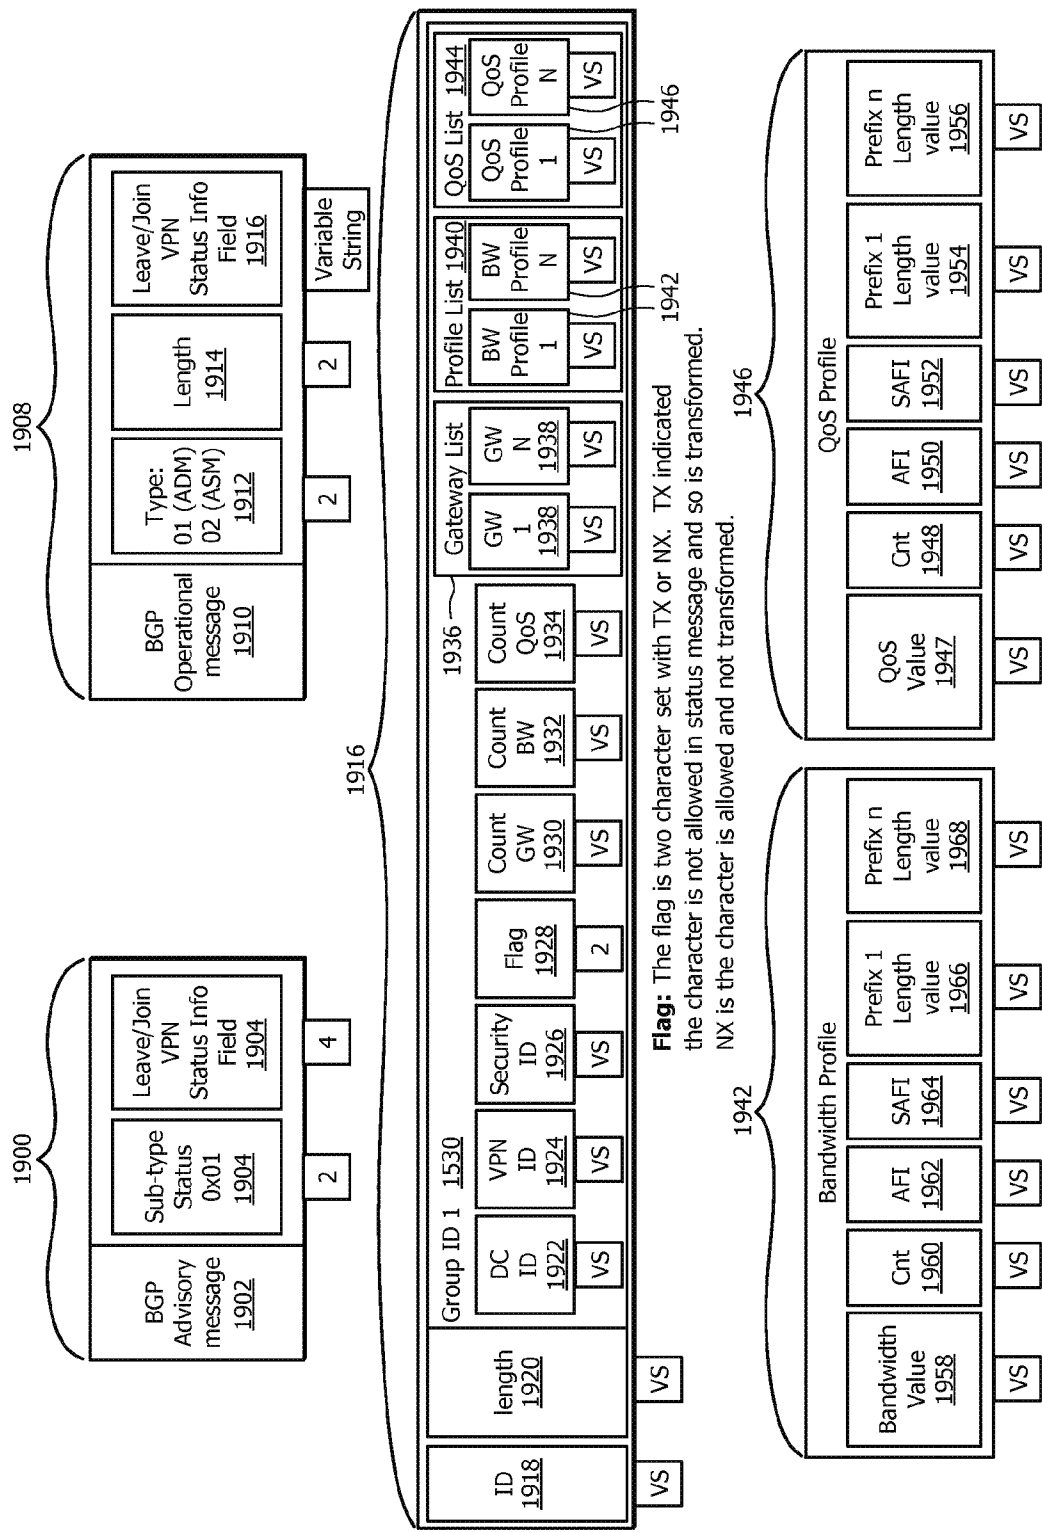 1900
BGP
Advisory
message
1902
Sub-type
Status
0x01
1904
Leave/Join
VPN
Status Info
Field
1904
2
4
1908
BGP
Operational
message
1910
Type:
01 (ADM)
02 (ASM)
1912
Length
1914
Leave/Join
VPN
Status Info
Field
1916
2
2
Variable
String
1916
ID
1918
VS
length
1920
VS
Group ID 1 1530
DC
ID
1922
VS
VPN
ID
1924
VS
Security
ID
1926
VS
Flag
1928
2
Count
GW
1930
VS
Count
BW
1932
VS
Count
QoS
1934
VS
1936
Gateway List
GW
1
1938
VS
GW
N
1938
VS
Profile List 1940
BW
Profile
1
VS
BW
Profile
N
VS
1942
QoS List 1944
QoS
Profile
1
VS
QoS
Profile
N
VS
1946
Flag: The flag is two character set with TX or NX. TX indicated
the character is not allowed in status message and so is transformed.
NX is the character is allowed and not transformed.
1942
Bandwidth Profile
Bandwidth
Value
1958
VS
Cnt
1960
VS
AFI
1962
VS
SAFI
1964
VS
Prefix 1
Length
value
1966
VS
Prefix n
Length
value
1968
VS
1946
QoS Profile
QoS
Value
1947
VS
Cnt
1948
VS
AFI
1950
VS
SAFI
1952
VS
Prefix 1
Length
value
1954
VS
Prefix n
Length
value
1956
VS